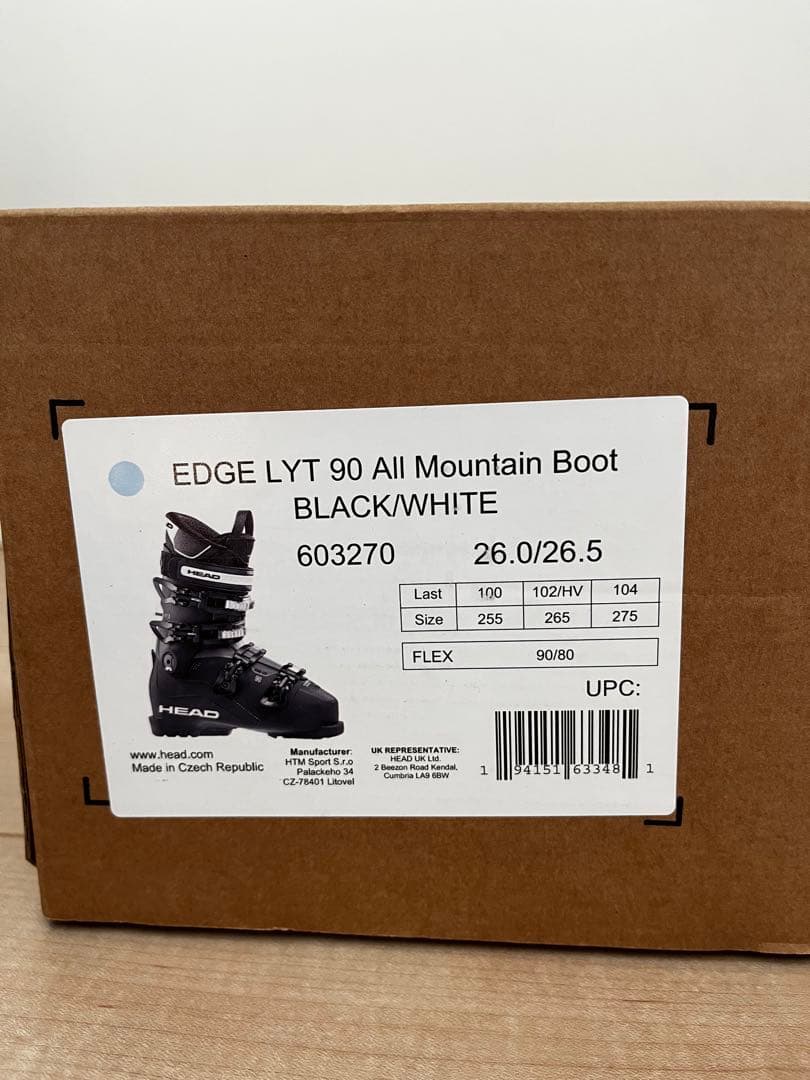 EDGE LYT 90 All Mountain Boot
BLACK/WHITE
603270 26.0/26.5
HEAD
Last 100 102/HV 104
Size 255 265 275
FLEX 90/80
90
HEAD
UPC:
www.head.com
Made in Czech Republic
Manufacturer:
HTM Sport S.r.o
Palackeho 34
CZ-78401 Litovel
UK REPRESENTATIVE:
HEAD UK Ltd.
2 Beezon Road Kendal,
Cumbria LA9 6BW
1 94151 63348 1